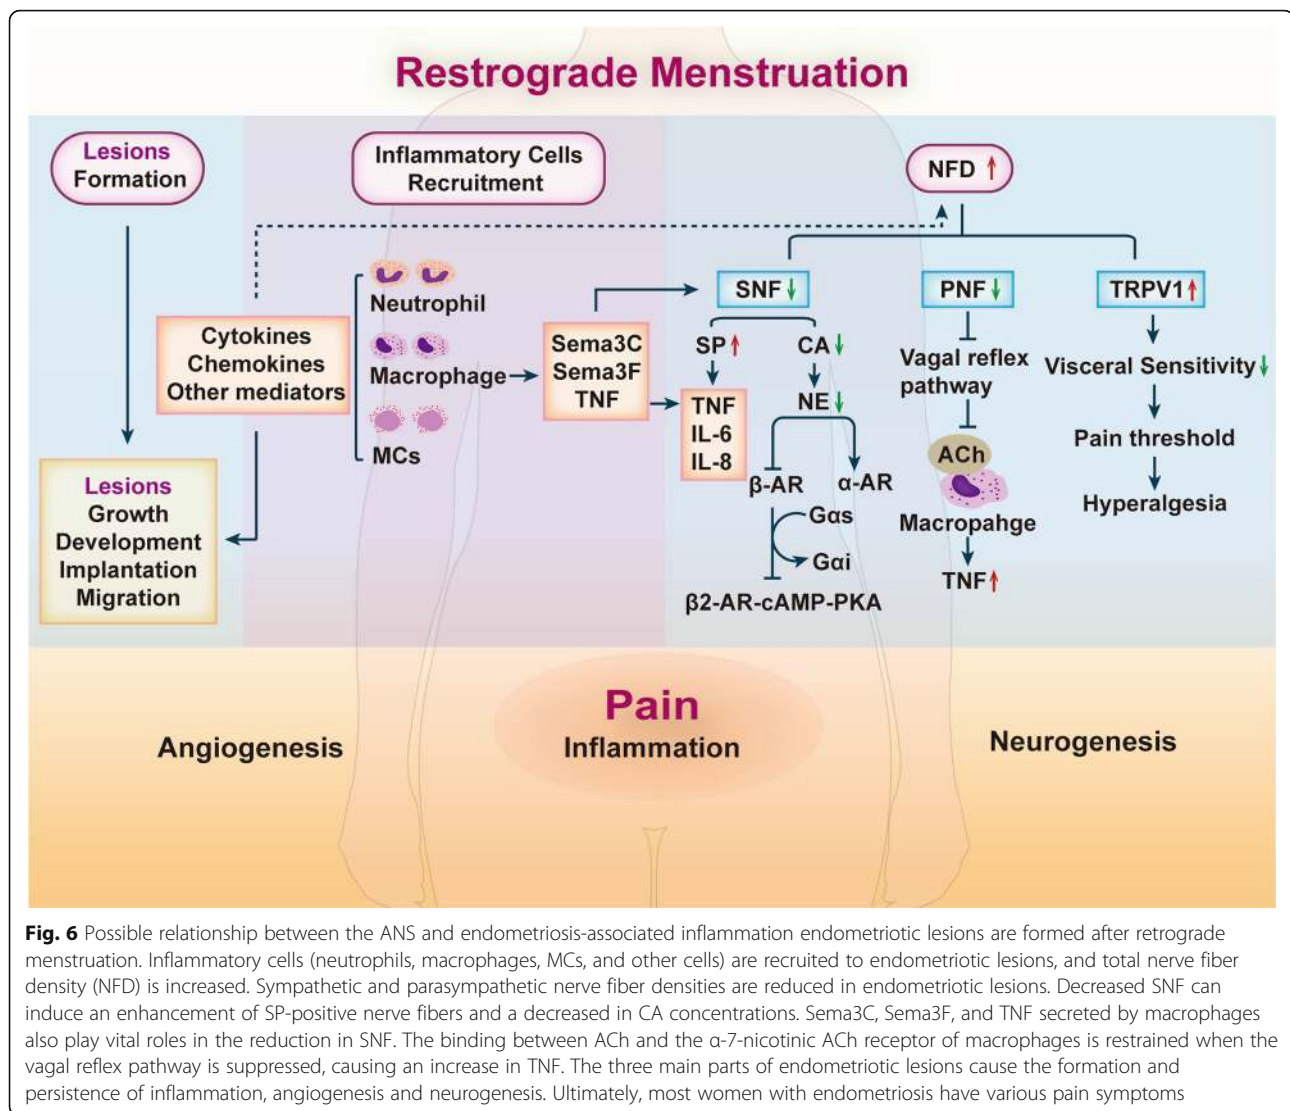 Restrograde Menstruation
Lesions
Formation
Inflammatory Cells
Recruitment
NFD
Neutrophil
Macrophage
MCs
Cytokines
Chemokines
Other mediators
Lesions
Growth
Development
Implantation
Migration
Sema3C
Sema3F
TNF
SNF
SP
CA
NE
TNF
IL-6
IL-8
β-AR
α-AR
Gαs
Gαi
β2-AR-cAMP-PKA
PNF
Vagal reflex
pathway
ACh
Macropahge
TNF
TRPV1
Visceral Sensitivity
Pain threshold
Hyperalgesia
Angiogenesis
Pain
Inflammation
Neurogenesis
Fig. 6 Possible relationship between the ANS and endometriosis-associated inflammation endometriotic lesions are formed after retrograde
menstruation. Inflammatory cells (neutrophils, macrophages, MCs, and other cells) are recruited to endometriotic lesions, and total nerve fiber
density (NFD) is increased. Sympathetic and parasympathetic nerve fiber densities are reduced in endometriotic lesions. Decreased SNF can
induce an enhancement of SP-positive nerve fibers and a decreased in CA concentrations. Sema3C, Sema3F, and TNF secreted by macrophages
also play vital roles in the reduction in SNF. The binding between ACh and the α-7-nicotinic ACh receptor of macrophages is restrained when the
vagal reflex pathway is suppressed, causing an increase in TNF. The three main parts of endometriotic lesions cause the formation and
persistence of inflammation, angiogenesis and neurogenesis. Ultimately, most women with endometriosis have various pain symptoms